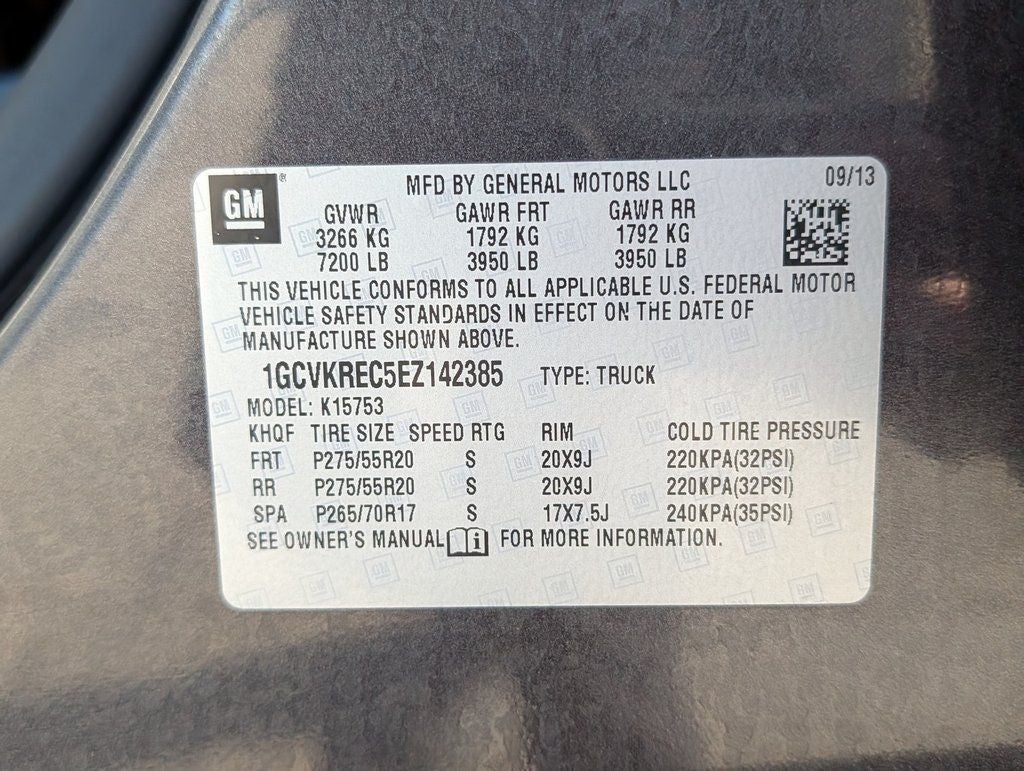 GM
MFD BY GENERAL MOTORS LLC 09/13
GVWR GAWR FRT GAWR RR
3266 KG 1792 KG 1792 KG
7200 LB 3950 LB 3950 LB
THIS VEHICLE CONFORMS TO ALL APPLICABLE U.S. FEDERAL MOTOR
VEHICLE SAFETY STANDARDS IN EFFECT ON THE DATE OF
MANUFACTURE SHOWN ABOVE.
1GCVKREC5EZ142385 TYPE: TRUCK
MODEL: K15753
KHQF TIRE SIZE SPEED RTG RIM COLD TIRE PRESSURE
FRT P275/55R20 S 20X9J 220KPA(32PSI)
RR P275/55R20 S 20X9J 220KPA(32PSI)
SPA P265/70R17 S 17X7.5J 240KPA(35PSI)
SEE OWNER'S MANUAL i FOR MORE INFORMATION.